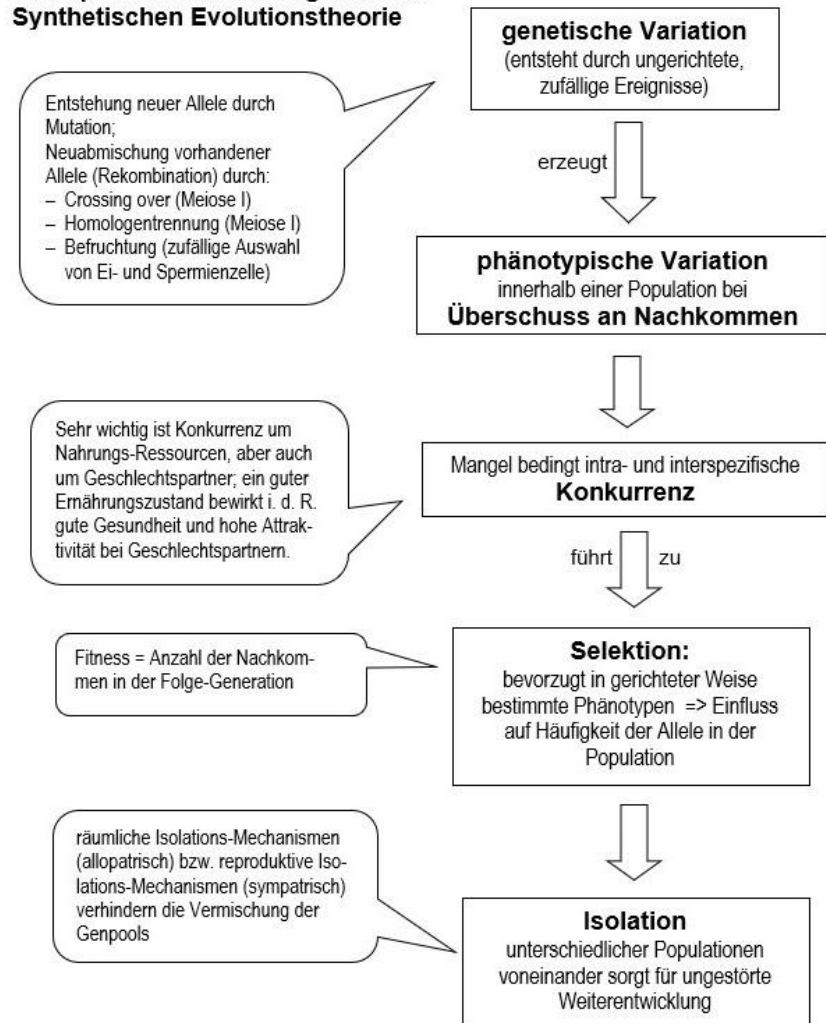 Synthetischen Evolutionstheorie
genetische Variation
(entsteht durch ungerichtete,
zufällige Ereignisse)
Entstehung neuer Allele durch
Mutation;
Neuabmischung vorhandener
Allele (Rekombination) durch:
– Crossing over (Meiose I)
– Homologentrennung (Meiose I)
– Befruchtung (zufällige Auswahl
von Ei- und Spermienzelle)
erzeugt
phänotypische Variation
innerhalb einer Population bei
Überschuss an Nachkommen
Sehr wichtig ist Konkurrenz um
Nahrungs-Ressourcen, aber auch
um Geschlechtspartner; ein guter
Ernährungszustand bewirkt i. d. R.
gute Gesundheit und hohe Attrak-
tivität bei Geschlechtspartnern.
Mangel bedingt intra- und interspezifische
Konkurrenz
führt zu
Fitness = Anzahl der Nachkom-
men in der Folge-Generation
Selektion:
bevorzugt in gerichteter Weise
bestimmte Phänotypen => Einfluss
auf Häufigkeit der Allele in der
Population
räumliche Isolations-Mechanismen
(allopatrisch) bzw. reproduktive Iso-
lations-Mechanismen (sympatrisch)
verhindern die Vermischung der
Genpools
Isolation
unterschiedlicher Populationen
voneinander sorgt für ungestörte
Weiterentwicklung